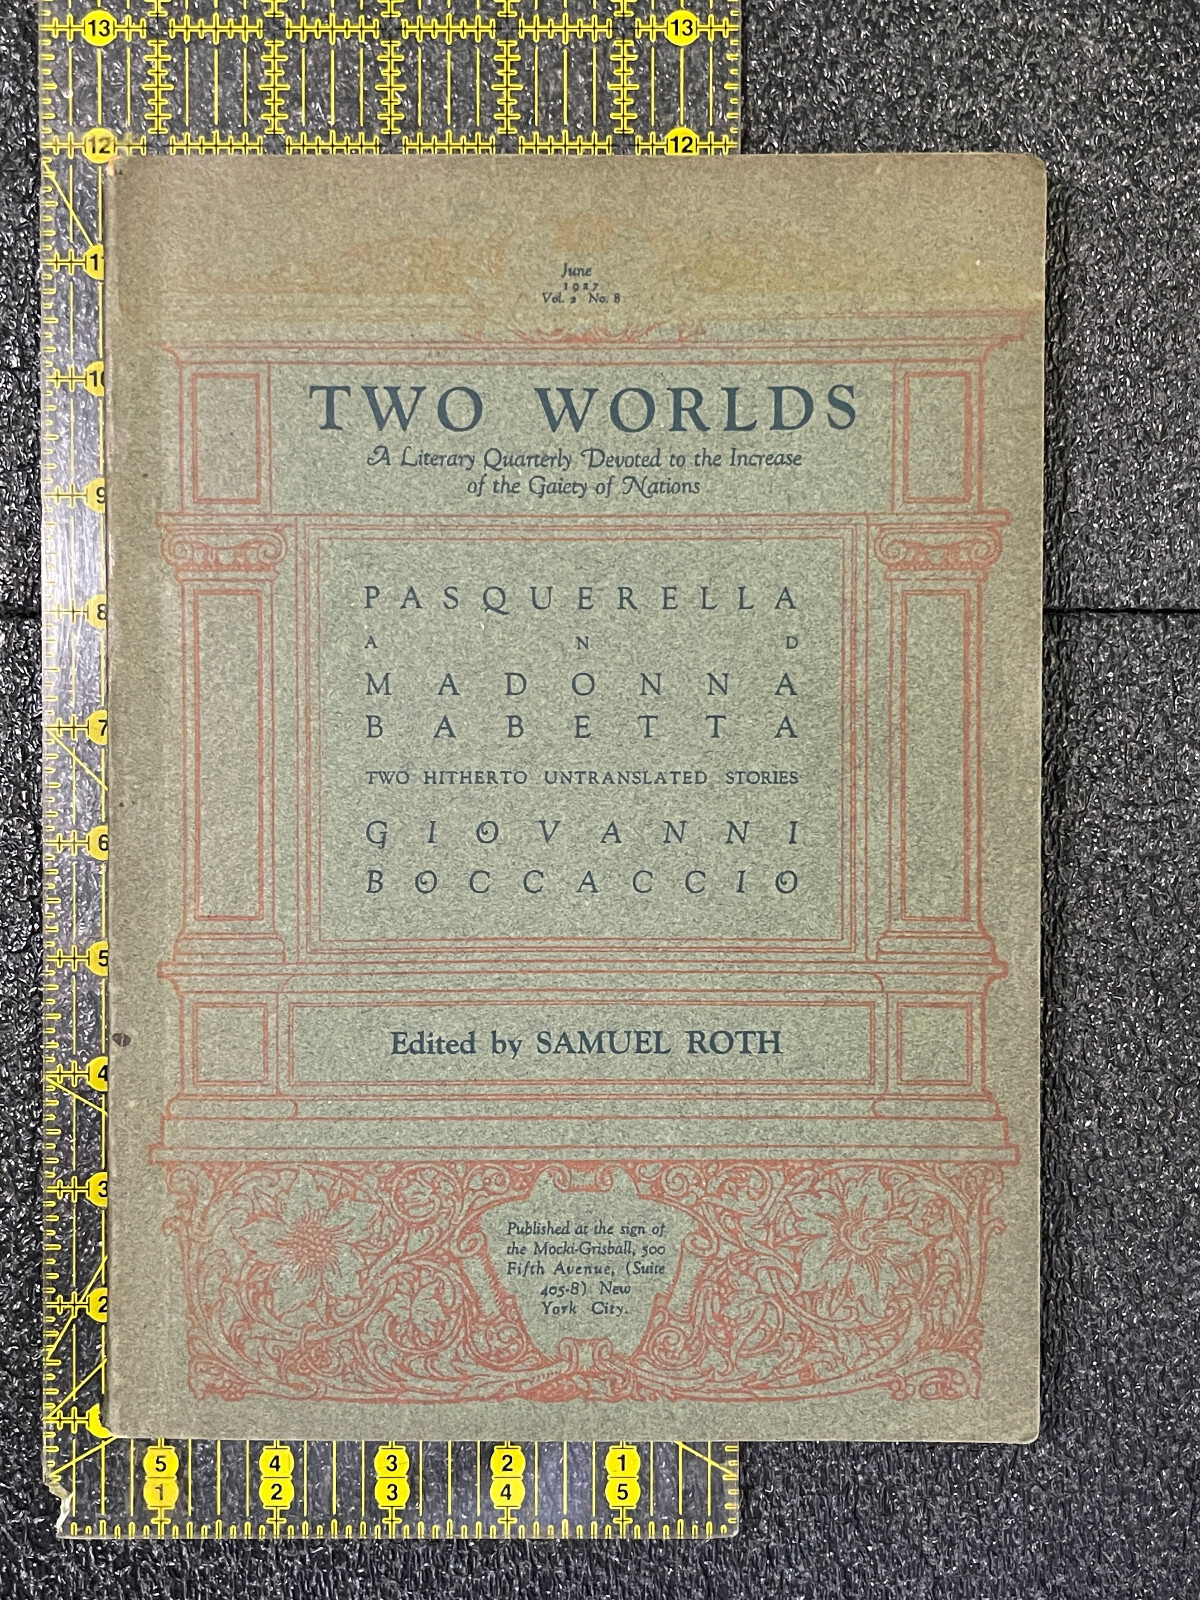 13 13
12 12
June
1927
Vol. 2 No. 8
TWO WORLDS
A Literary Quarterly Devoted to the Increase
of the Gaiety of Nations
9
PASQUERELLA
8
AND
MADONNA
7
BABETTA
TWO HITHERTO UNTRANSLATED STORIES
6
GIOVANNI
BOCCACCIO
5
Edited by SAMUEL ROTH
4
3
Published at the sign of
the Mocki-Grisball, 500
Fifth Avenue, (Suite
405-8) New
York City.
2
5 4 3 2 1
1 2 3 4 5